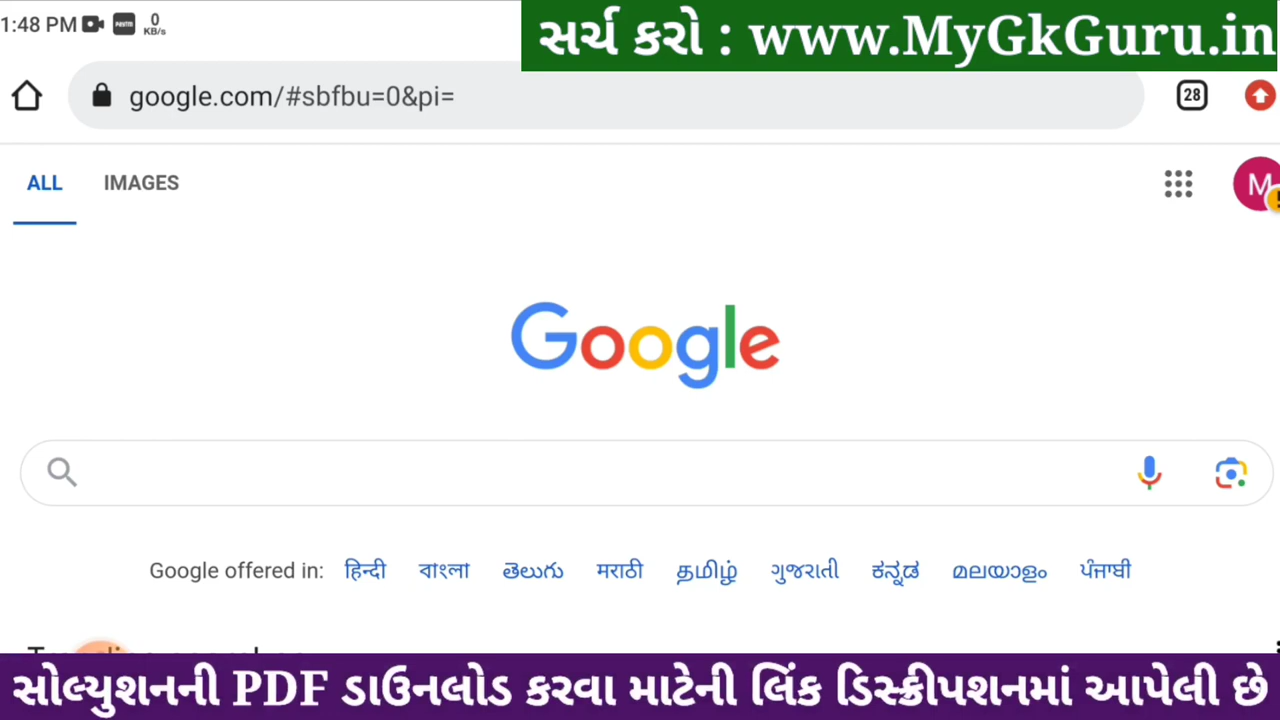 1:48 PM Paytm 0 KB/s
સર્ચ કરો : www.MyGkGuru.in
google.com/#sbfbu=0&pi=
28
ALL IMAGES
M
Google
Google offered in: हिन्दी বাংলা తెలుగు मराठी தமிழ் ગુજરાતી ಕನ್ನಡ മലയാളം ਪੰਜਾਬੀ
સોલ્યુશનની PDF ડાઉનલોડ કરવા માટેની લિંક ડિસ્ક્રીપશનમાં આપેલી છે